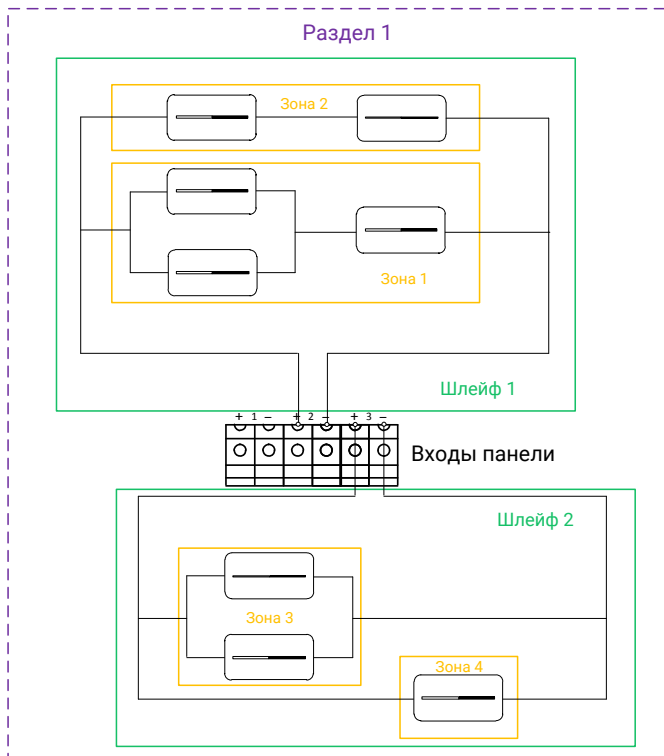 Раздел 1
Зона 2
Зона 1
Шлейф 1
+ 1 − + 2 − + 3 −
Входы панели
Шлейф 2
Зона 3
Зона 4